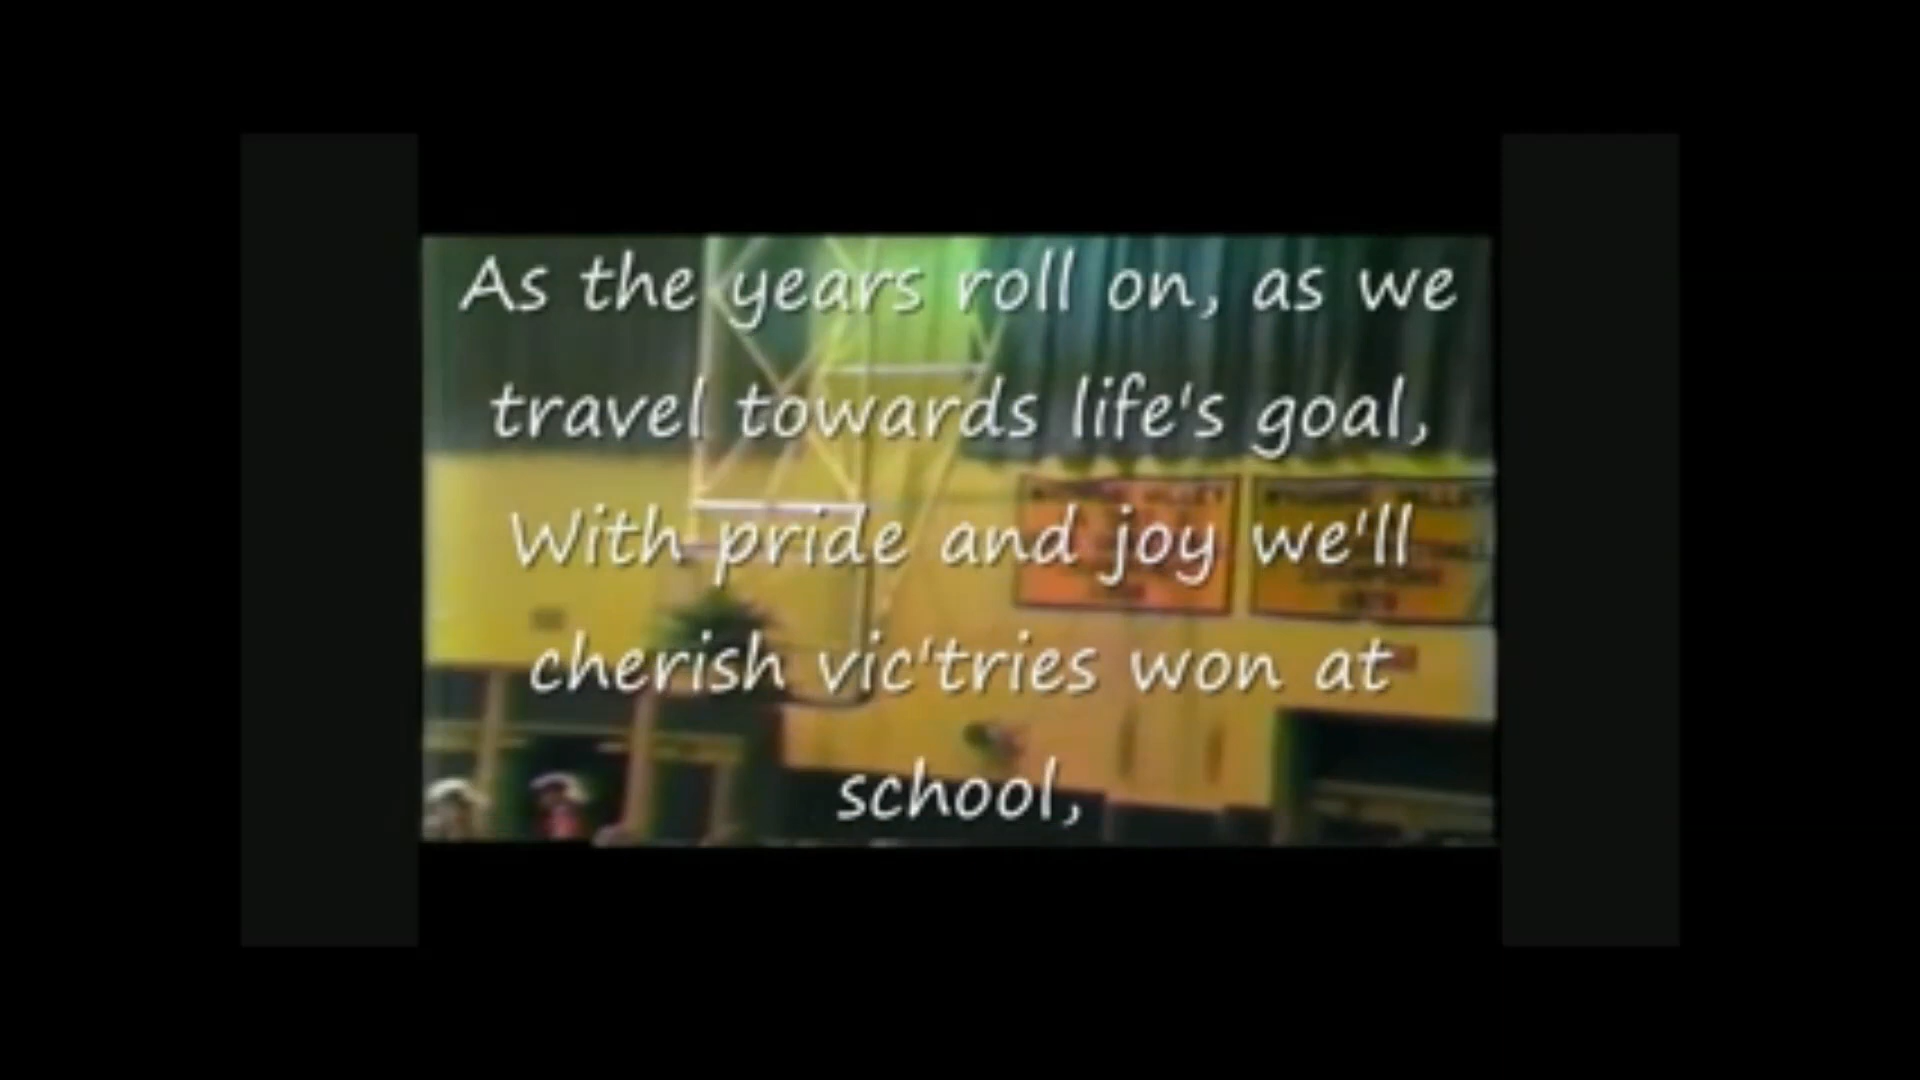 As the years roll on, as we
travel towards life's goal,
With pride and joy we'll
cherish vic'tries won at
school,